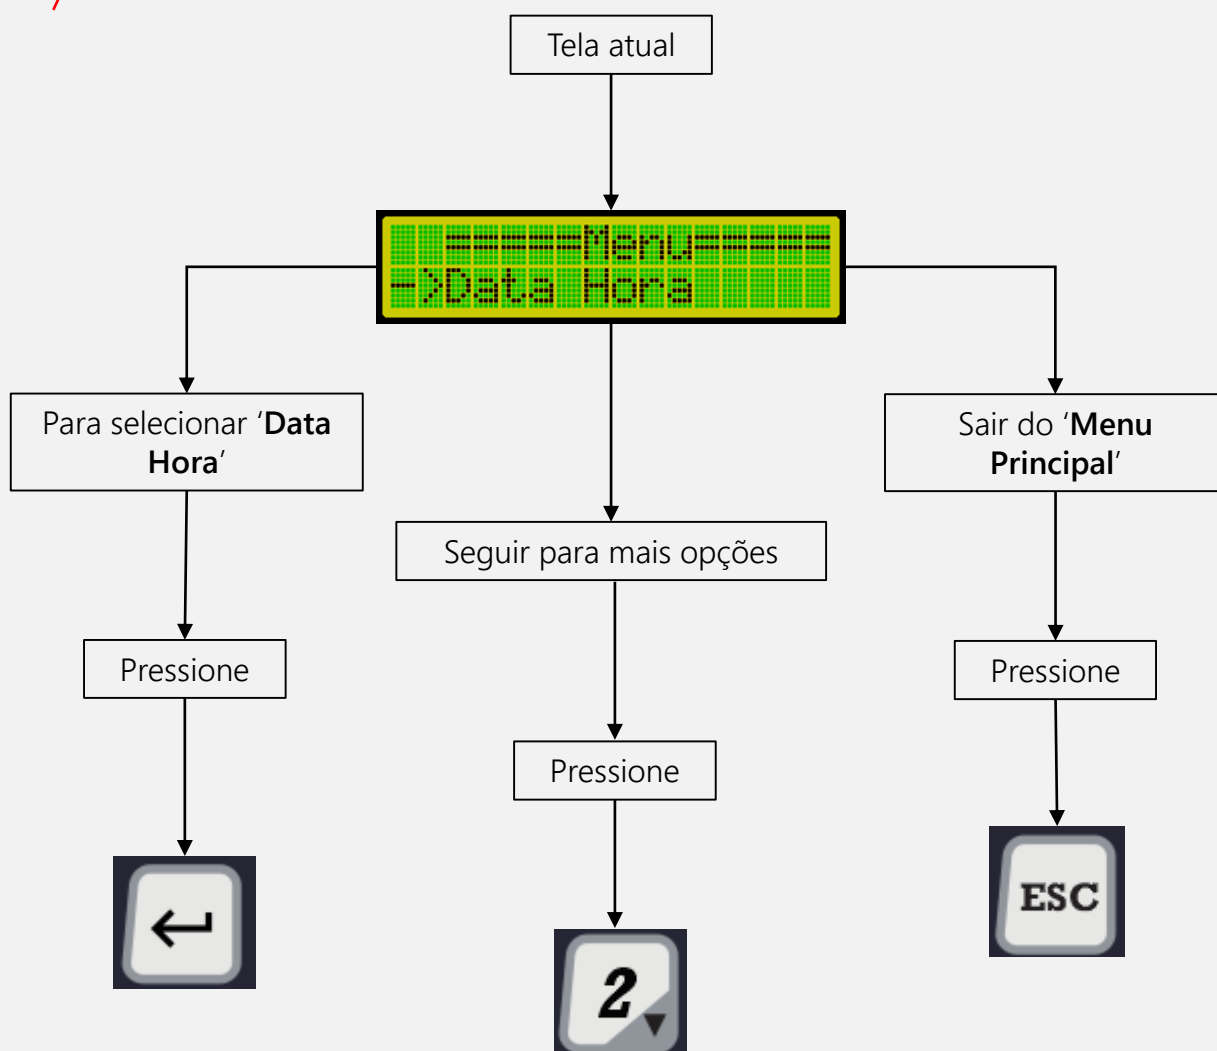 Tela atual
=====Menu=====
->Data Hora
Para selecionar ‘Data
Hora’
Sair do ‘Menu
Principal’
Seguir para mais opções
Pressione
Pressione
Pressione
ESC
2